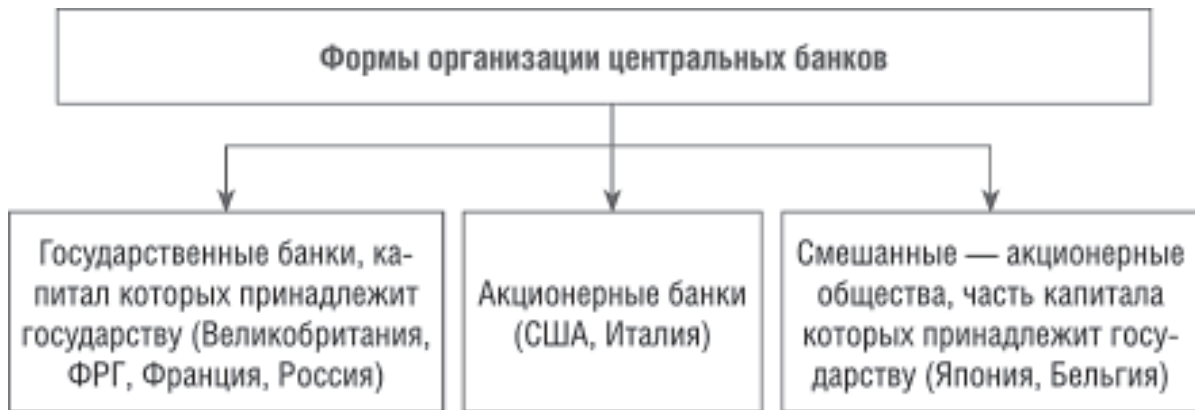 Формы организации центральных банков
Государственные банки, ка-
питал которых принадлежит
государству (Великобритания,
ФРГ, Франция, Россия)
Акционерные банки
(США, Италия)
Смешанные — акционерные
общества, часть капитала
которых принадлежит госу-
дарству (Япония, Бельгия)